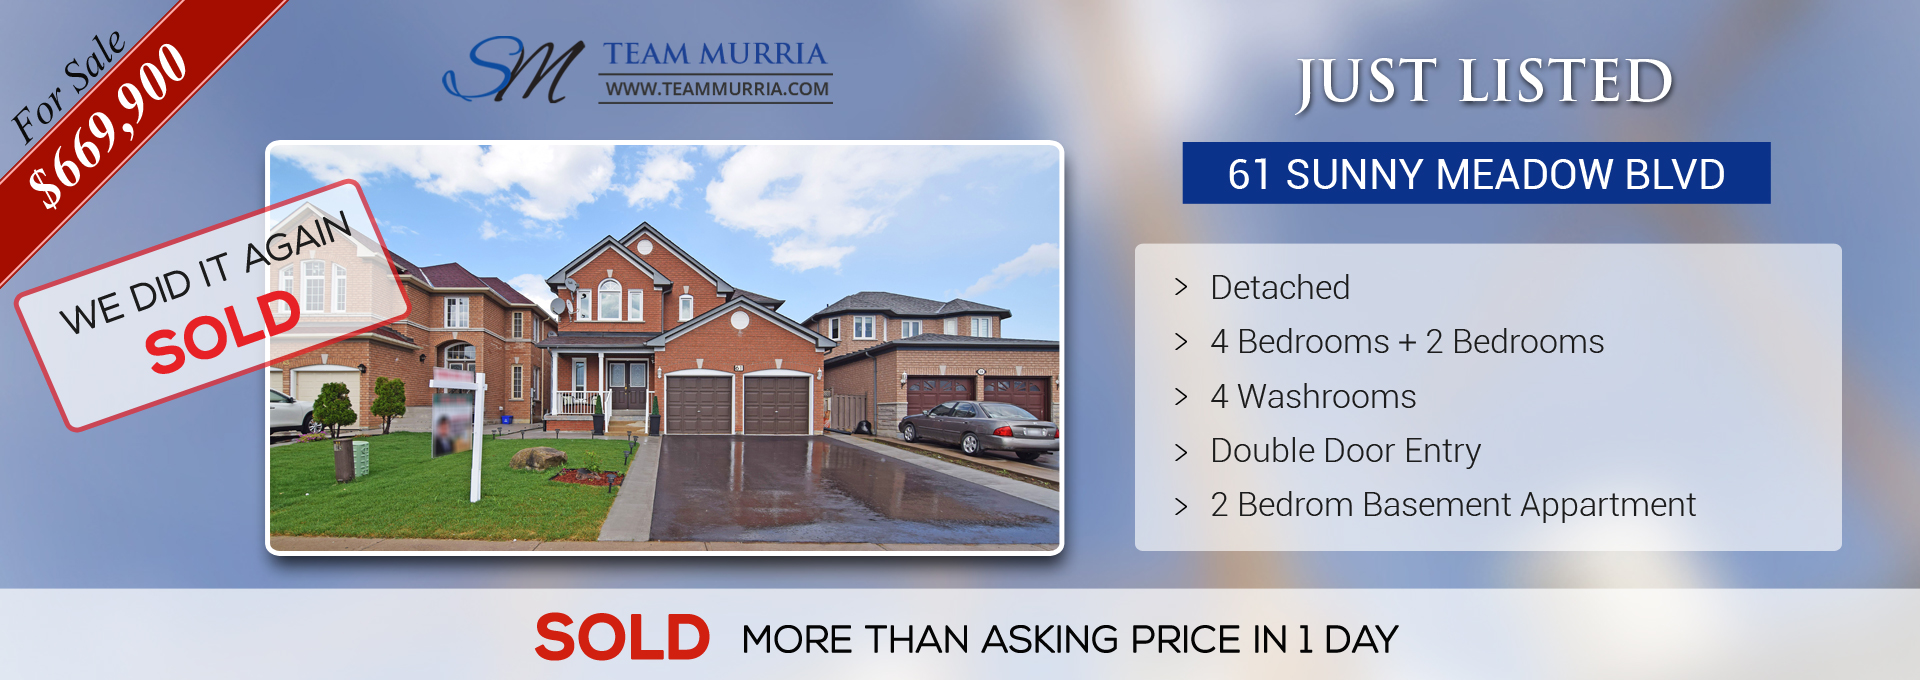 For Sale
$669,900
SM TEAM MURRIA
WWW.TEAMMURRIA.COM
WE DID IT AGAIN
SOLD
JUST LISTED
61 SUNNY MEADOW BLVD
> Detached
> 4 Bedrooms + 2 Bedrooms
> 4 Washrooms
> Double Door Entry
> 2 Bedrom Basement Appartment
SOLD MORE THAN ASKING PRICE IN 1 DAY